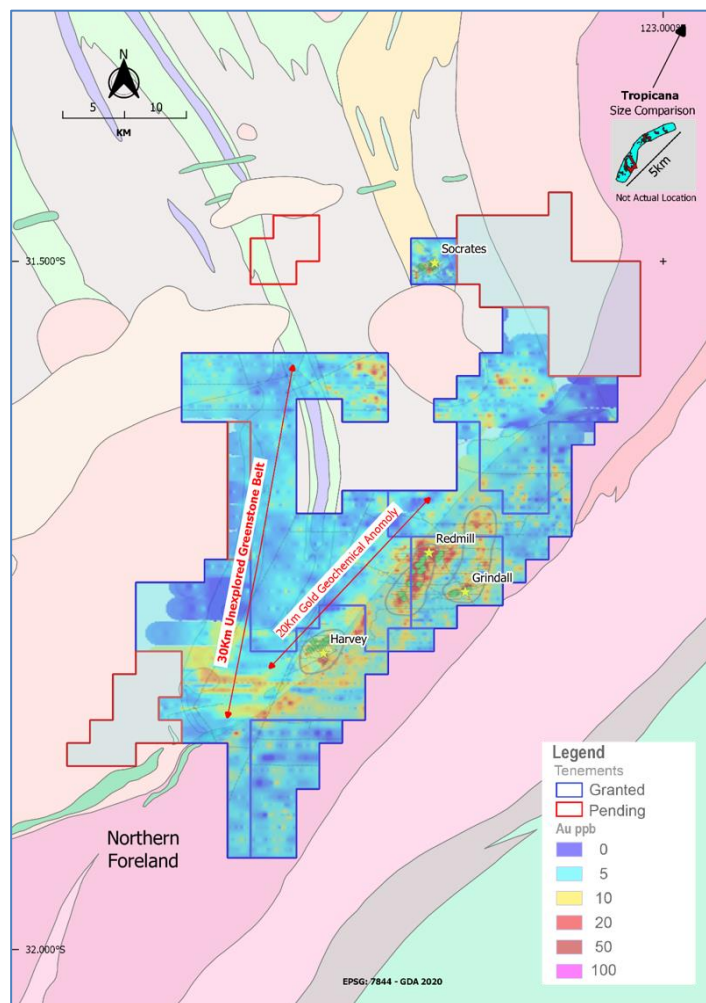 123.000°S
N
5 10
KM
Tropicana
Size Comparison
5km
Not Actual Location
31.500°S
Socrates
30Km Unexplored Greenstone Belt
20Km Gold Geochemical Anomoly
Redmill
Grindall
Harvey
Northern
Foreland
Legend
Tenements
Granted
Pending
Au ppb
0
5
10
20
50
100
32.000°S
EPSG: 7844 - GDA 2020